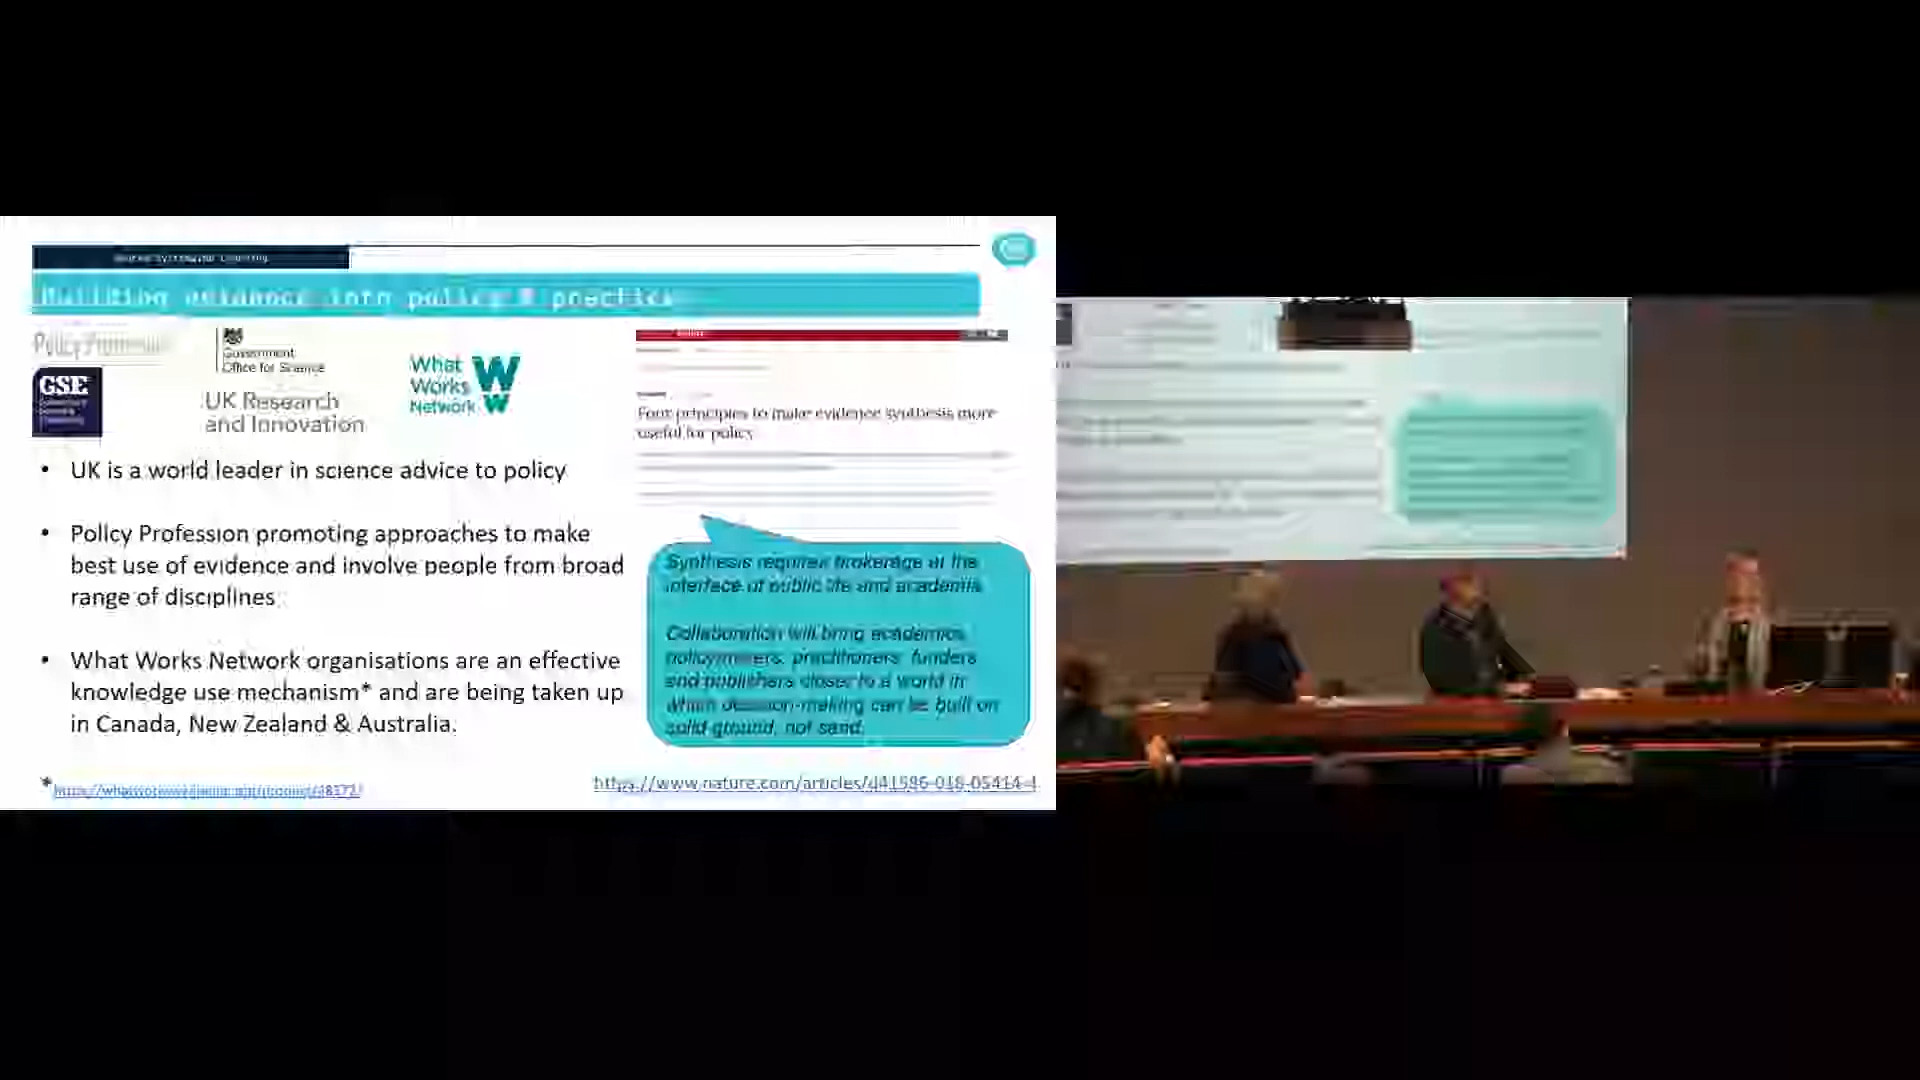 Building evidence into policy & practice
Policy Profession
GSE
Government
Office for Science
UK Research
and Innovation
What
Works
Network
W
W
Four principles to make evidence synthesis more
useful for policy
• UK is a world leader in science advice to policy
• Policy Profession promoting approaches to make
best use of evidence and involve people from broad
range of disciplines
• What Works Network organisations are an effective
knowledge use mechanism* and are being taken up
in Canada, New Zealand & Australia.
Synthesis requires brokerage at the
interface of public life and academia
Collaboration will bring academics,
policymakers, practitioners, funders
and publishers closer to a world in
which decision-making can be built on
solid ground, not sand.
*
https://www.nature.com/articles/d41586-018-05414-4